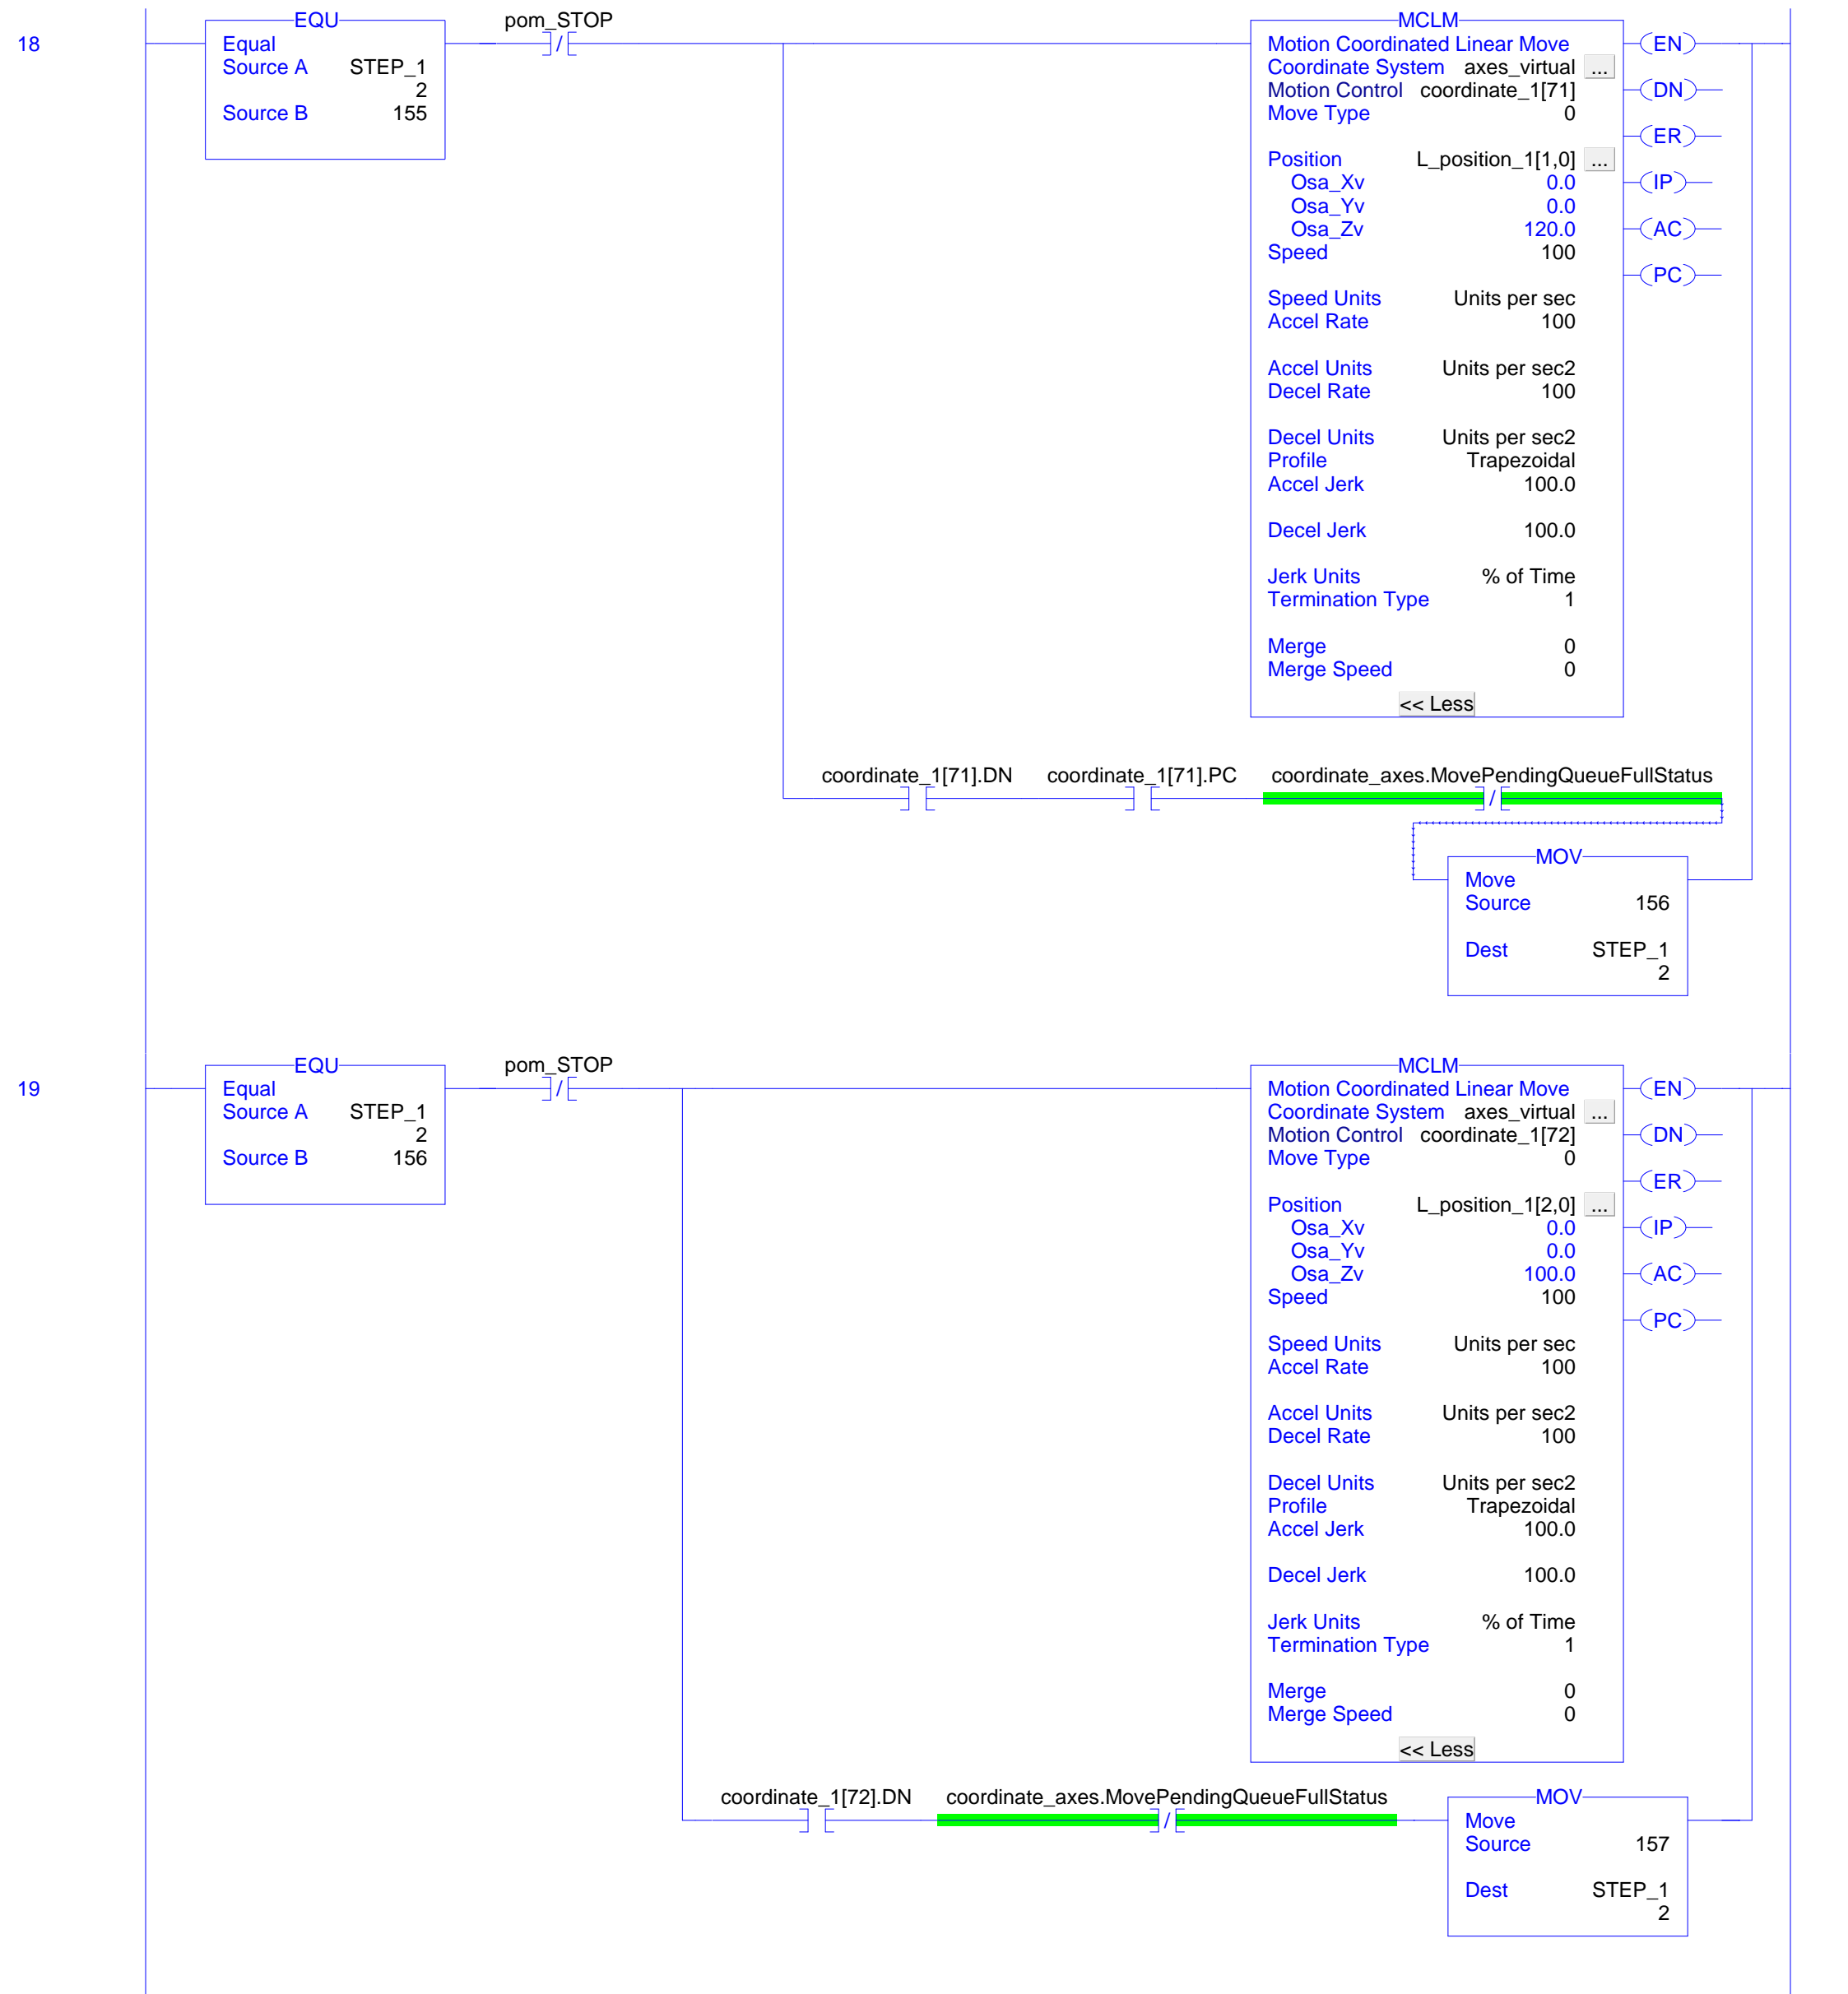 18
EQU
Equal
Source A STEP_1
2
Source B 155
pom_STOP
MCLM
Motion Coordinated Linear Move
Coordinate System axes_virtual ...
Motion Control coordinate_1[71]
Move Type 0
Position L_position_1[1,0] ...
Osa_Xv 0.0
Osa_Yv 0.0
Osa_Zv 120.0
Speed 100
Speed Units Units per sec
Accel Rate 100
Accel Units Units per sec2
Decel Rate 100
Decel Units Units per sec2
Profile Trapezoidal
Accel Jerk 100.0
Decel Jerk 100.0
Jerk Units % of Time
Termination Type 1
Merge 0
Merge Speed 0
<< Less
EN
DN
ER
IP
AC
PC
coordinate_1[71].DN coordinate_1[71].PC coordinate_axes.MovePendingQueueFullStatus
/
MOV
Move
Source 156
Dest STEP_1
2
19
EQU
Equal
Source A STEP_1
2
Source B 156
pom_STOP
/
MCLM
Motion Coordinated Linear Move
Coordinate System axes_virtual ...
Motion Control coordinate_1[72]
Move Type 0
Position L_position_1[2,0] ...
Osa_Xv 0.0
Osa_Yv 0.0
Osa_Zv 100.0
Speed 100
Speed Units Units per sec
Accel Rate 100
Accel Units Units per sec2
Decel Rate 100
Decel Units Units per sec2
Profile Trapezoidal
Accel Jerk 100.0
Decel Jerk 100.0
Jerk Units % of Time
Termination Type 1
Merge 0
Merge Speed 0
<< Less
EN
DN
ER
IP
AC
PC
coordinate_1[72].DN coordinate_axes.MovePendingQueueFullStatus
/
MOV
Move
Source 157
Dest STEP_1
2